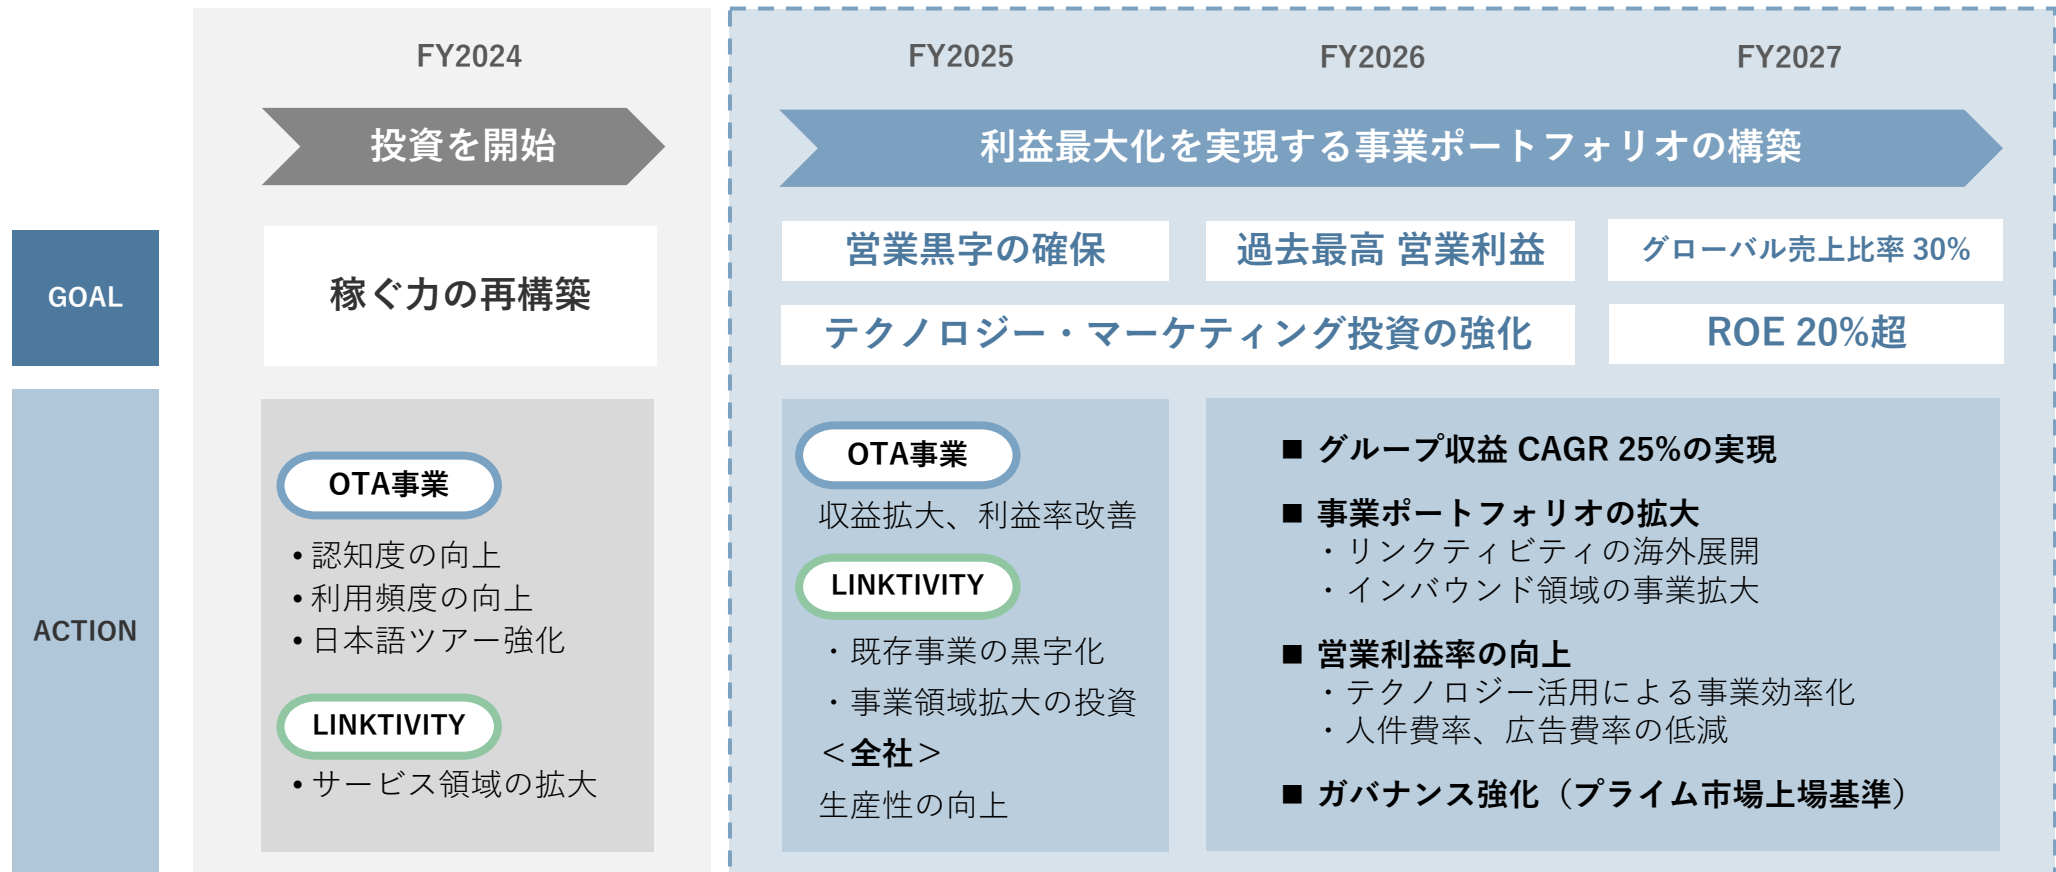 FY2024
FY2025
FY2026
FY2027
投資を開始
利益最大化を実現する事業ポートフォリオの構築
GOAL
稼ぐ力の再構築
営業黒字の確保
過去最高 営業利益
グローバル売上比率 30%
テクノロジー・マーケティング投資の強化
ROE 20%超
ACTION
OTA事業
• 認知度の向上
• 利用頻度の向上
• 日本語ツアー強化
LINKTIVITY
• サービス領域の拡大
OTA事業
収益拡大、利益率改善
LINKTIVITY
・既存事業の黒字化
・事業領域拡大の投資
＜全社＞
生産性の向上
■ グループ収益 CAGR 25%の実現
■ 事業ポートフォリオの拡大
・リンクティビティの海外展開
・インバウンド領域の事業拡大
■ 営業利益率の向上
・テクノロジー活用による事業効率化
・人件費率、広告費率の低減
■ ガバナンス強化（プライム市場上場基準）